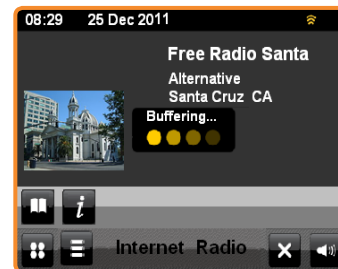 08:29 25 Dec 2011
Free Radio Santa
Alternative
Santa Cruz CA
Buffering...
i
Internet Radio